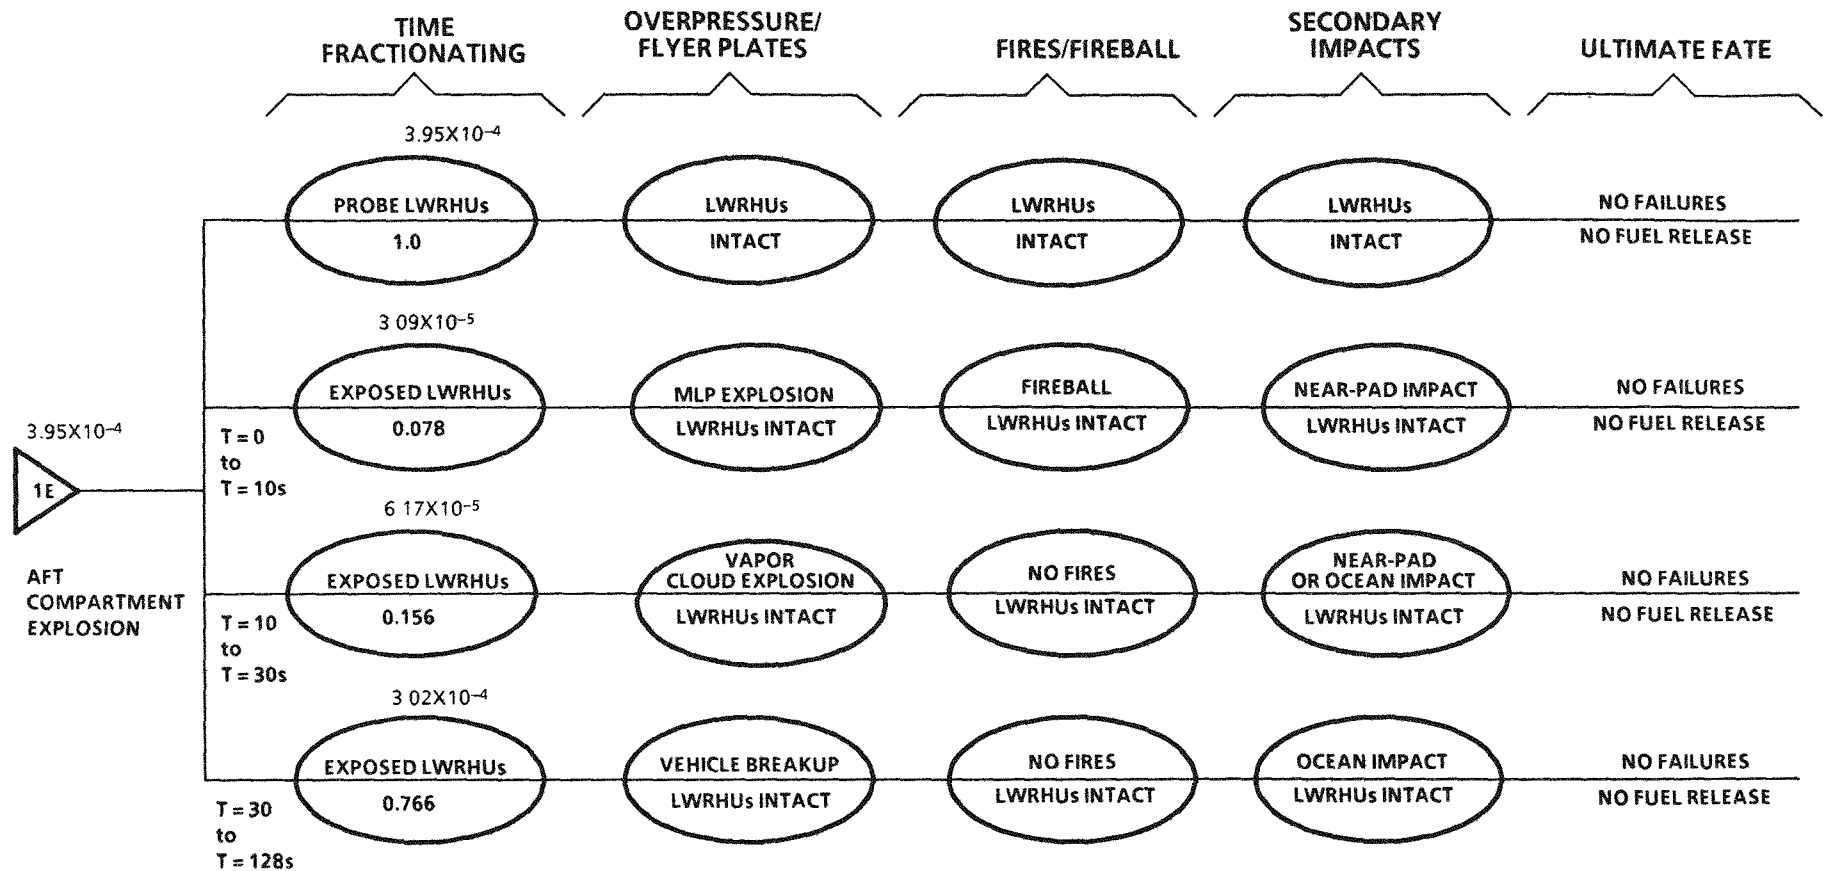 TIME
FRACTIONATING
OVERPRESSURE/
FLYER PLATES
FIRES/FIREBALL
SECONDARY
IMPACTS
ULTIMATE FATE
3.95X10⁻⁴
PROBE LWRHUs
1.0
LWRHUs
INTACT
LWRHUs
INTACT
LWRHUs
INTACT
NO FAILURES
NO FUEL RELEASE
3 09X10⁻⁵
EXPOSED LWRHUs
0.078
MLP EXPLOSION
LWRHUs INTACT
FIREBALL
LWRHUs INTACT
NEAR-PAD IMPACT
LWRHUs INTACT
NO FAILURES
NO FUEL RELEASE
T = 0
to
T = 10s
3.95X10⁻⁴
1E
AFT
COMPARTMENT
EXPLOSION
6 17X10⁻⁵
EXPOSED LWRHUs
0.156
VAPOR
CLOUD EXPLOSION
LWRHUs INTACT
NO FIRES
LWRHUs INTACT
NEAR-PAD
OR OCEAN IMPACT
LWRHUs INTACT
NO FAILURES
NO FUEL RELEASE
T = 10
to
T = 30s
3 02X10⁻⁴
EXPOSED LWRHUs
0.766
VEHICLE BREAKUP
LWRHUs INTACT
NO FIRES
LWRHUs INTACT
OCEAN IMPACT
LWRHUs INTACT
NO FAILURES
NO FUEL RELEASE
T = 30
to
T = 128s